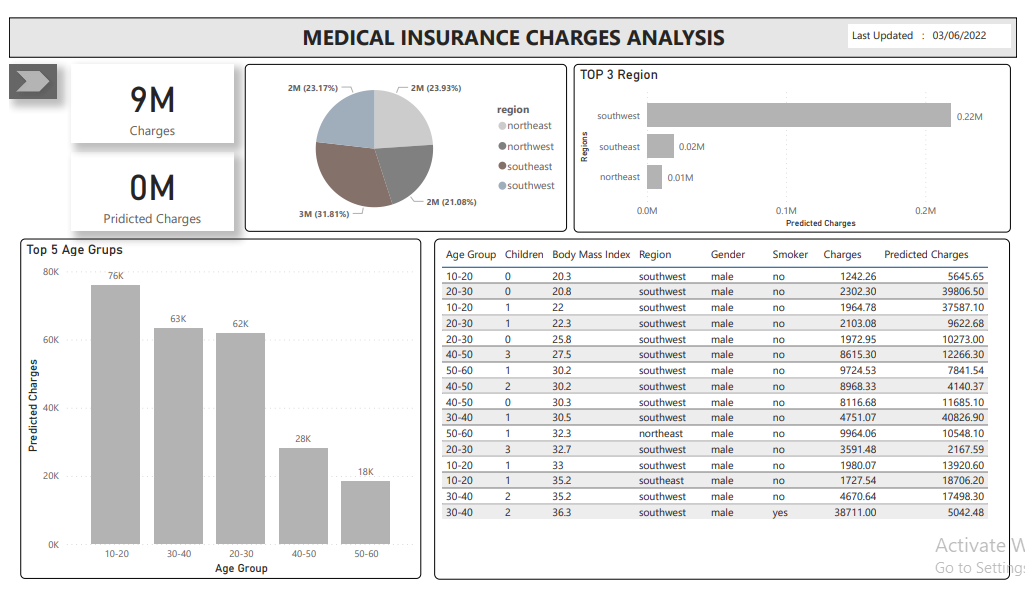 MEDICAL INSURANCE CHARGES ANALYSIS
Last Updated : 03/06/2022
9M
Charges
0M
Pridicted Charges
2M (23.17%)
2M (23.93%)
3M (31.81%)
2M (21.08%)
region
northeast
northwest
southeast
southwest
TOP 3 Region
Regions
southwest 0.22M
southeast 0.02M
northeast 0.01M
0.0M 0.1M 0.2M
Predicted Charges
Top 5 Age Grups
Predicted Charges
80K
60K
40K
20K
0K
76K
63K
62K
28K
18K
10-20 30-40 20-30 40-50 50-60
Age Group
Age Group Children Body Mass Index Region Gender Smoker Charges Predicted Charges
10-20 0 20.3 southwest male no 1242.26 5645.65
20-30 0 20.8 southwest male no 2302.30 39806.50
10-20 1 22 southwest male no 1964.78 37587.10
20-30 1 22.3 southwest male no 2103.08 9622.68
20-30 0 25.8 southwest male no 1972.95 10273.00
40-50 3 27.5 southwest male no 8615.30 12266.30
50-60 1 30.2 southwest male no 9724.53 7841.54
40-50 2 30.2 southwest male no 8968.33 4140.37
40-50 0 30.3 southwest male no 8116.68 11685.10
30-40 1 30.5 southwest male no 4751.07 40826.90
50-60 1 32.3 northeast male no 9964.06 10548.10
20-30 3 32.7 southwest male no 3591.48 2167.59
10-20 1 33 southwest male no 1980.07 13920.60
10-20 1 35.2 southeast male no 1727.54 18706.20
30-40 2 35.2 southwest male no 4670.64 17498.30
30-40 2 36.3 southwest male yes 38711.00 5042.48
Activate W
Go to Settings